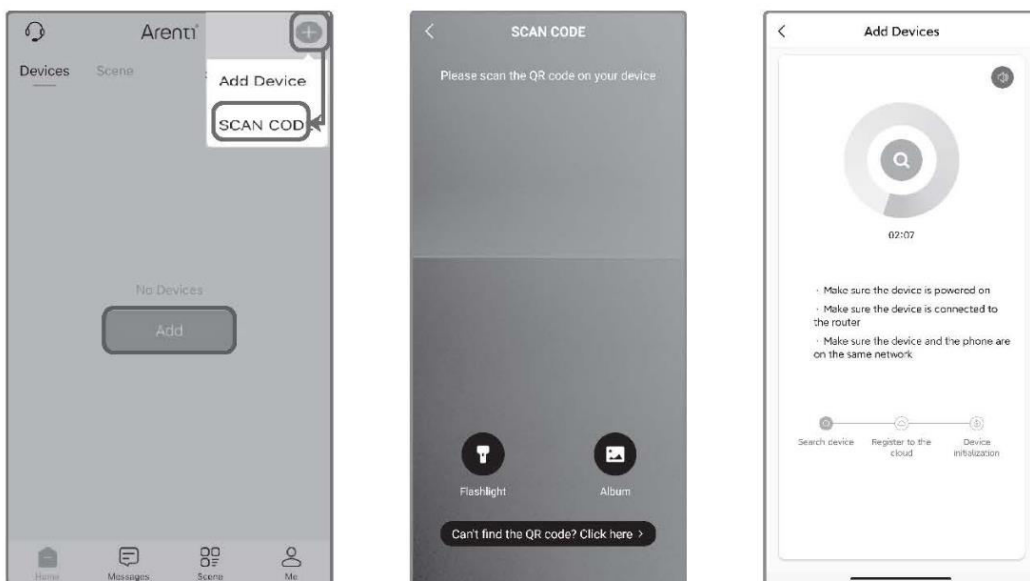 Arenti
Devices
Scene
Add Device
SCAN COD
No Devices
Add
Home
Messages
Scene
Me
SCAN CODE
Please scan the QR code on your device
Flashlight
Album
Can't find the QR code? Click here >
Add Devices
02:07
· Make sure the device is powered on
· Make sure the device is connected to
the router
· Make sure the device and the phone are
on the same network
Search device
Register to the
cloud
Device
initialization